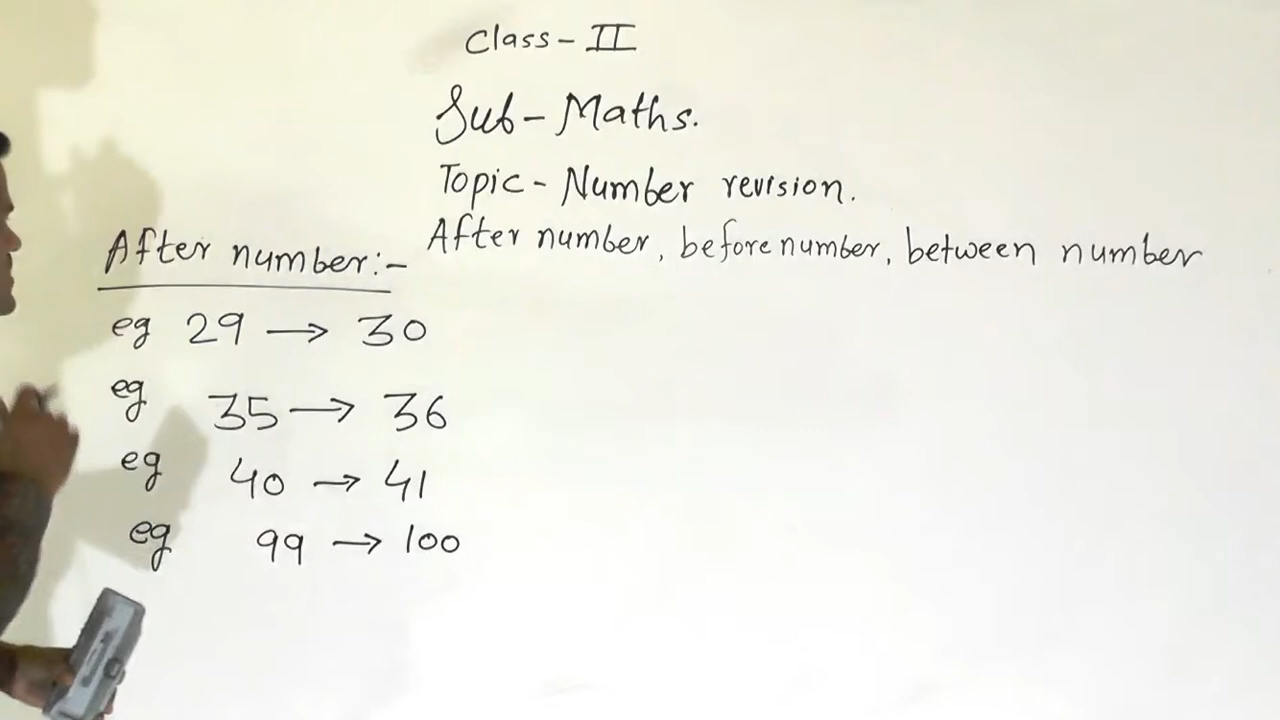 Class - II
Sub - Maths.
Topic - Number revision.
After number, before number, between number
After number :-
eg 29 → 30
eg 35 → 36
eg 40 → 41
eg 99 → 100